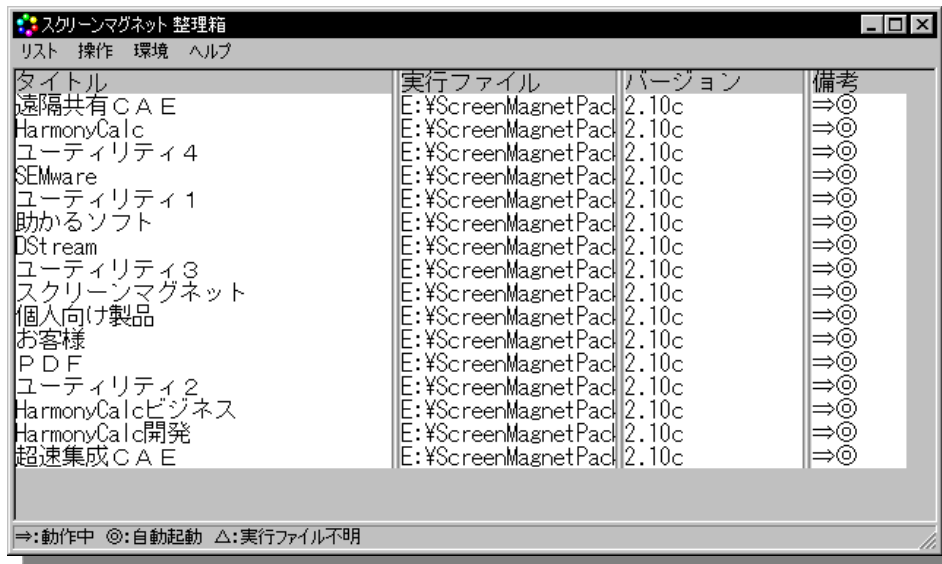 スクリーンマグネット 整理箱
リスト 操作 環境 ヘルプ
タイトル 実行ファイル バージョン 備考
遠隔共有ＣＡＥ E:¥ScreenMagnetPack 2.10c ⇒◎
HarmonyCalc E:¥ScreenMagnetPack 2.10c ⇒◎
ユーティリティ４ E:¥ScreenMagnetPack 2.10c ⇒◎
SEMware E:¥ScreenMagnetPack 2.10c ⇒◎
ユーティリティ１ E:¥ScreenMagnetPack 2.10c ⇒◎
助かるソフト E:¥ScreenMagnetPack 2.10c ⇒◎
DStream E:¥ScreenMagnetPack 2.10c ⇒◎
ユーティリティ３ E:¥ScreenMagnetPack 2.10c ⇒◎
スクリーンマグネット E:¥ScreenMagnetPack 2.10c ⇒◎
個人向け製品 E:¥ScreenMagnetPack 2.10c ⇒◎
お客様 E:¥ScreenMagnetPack 2.10c ⇒◎
ＰＤＦ E:¥ScreenMagnetPack 2.10c ⇒◎
ユーティリティ２ E:¥ScreenMagnetPack 2.10c ⇒◎
HarmonyCalcビジネス E:¥ScreenMagnetPack 2.10c ⇒◎
HarmonyCalc開発 E:¥ScreenMagnetPack 2.10c ⇒◎
超速集成ＣＡＥ E:¥ScreenMagnetPack 2.10c ⇒◎
⇒:動作中 ◎:自動起動 △:実行ファイル不明